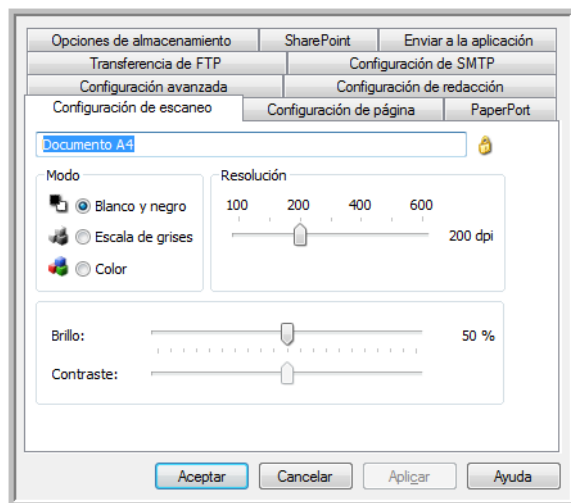 Opciones de almacenamiento SharePoint Enviar a la aplicación
Transferencia de FTP Configuración de SMTP
Configuración avanzada Configuración de redacción
Configuración de escaneo Configuración de página PaperPort
Documento A4
Modo
Blanco y negro
Escala de grises
Color
Resolución
100 200 400 600
200 dpi
Brillo: 50 %
Contraste:
Aceptar Cancelar Aplicar Ayuda